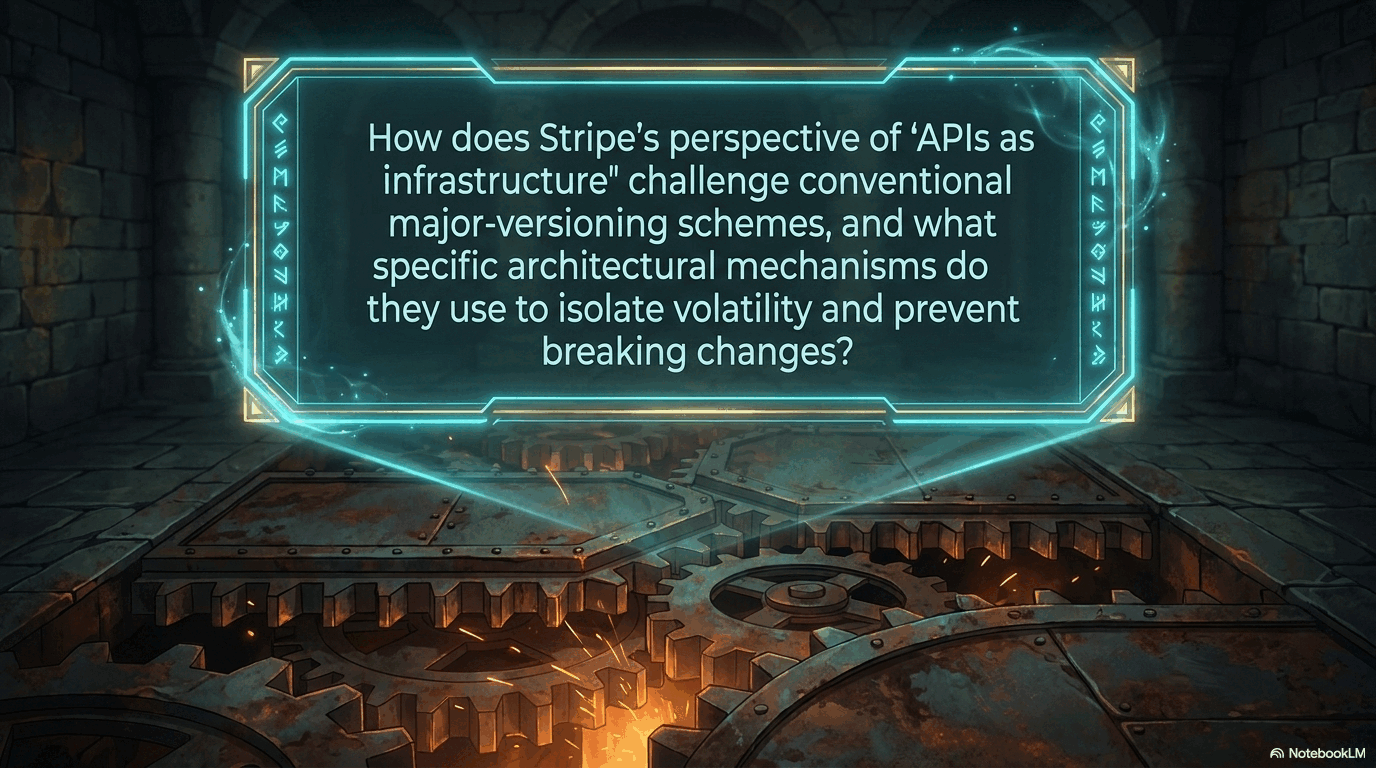 How does Stripe’s perspective of ‘APIs as
infrastructure" challenge conventional
major-versioning schemes, and what
specific architectural mechanisms do
they use to isolate volatility and prevent
breaking changes?
NotebookLM